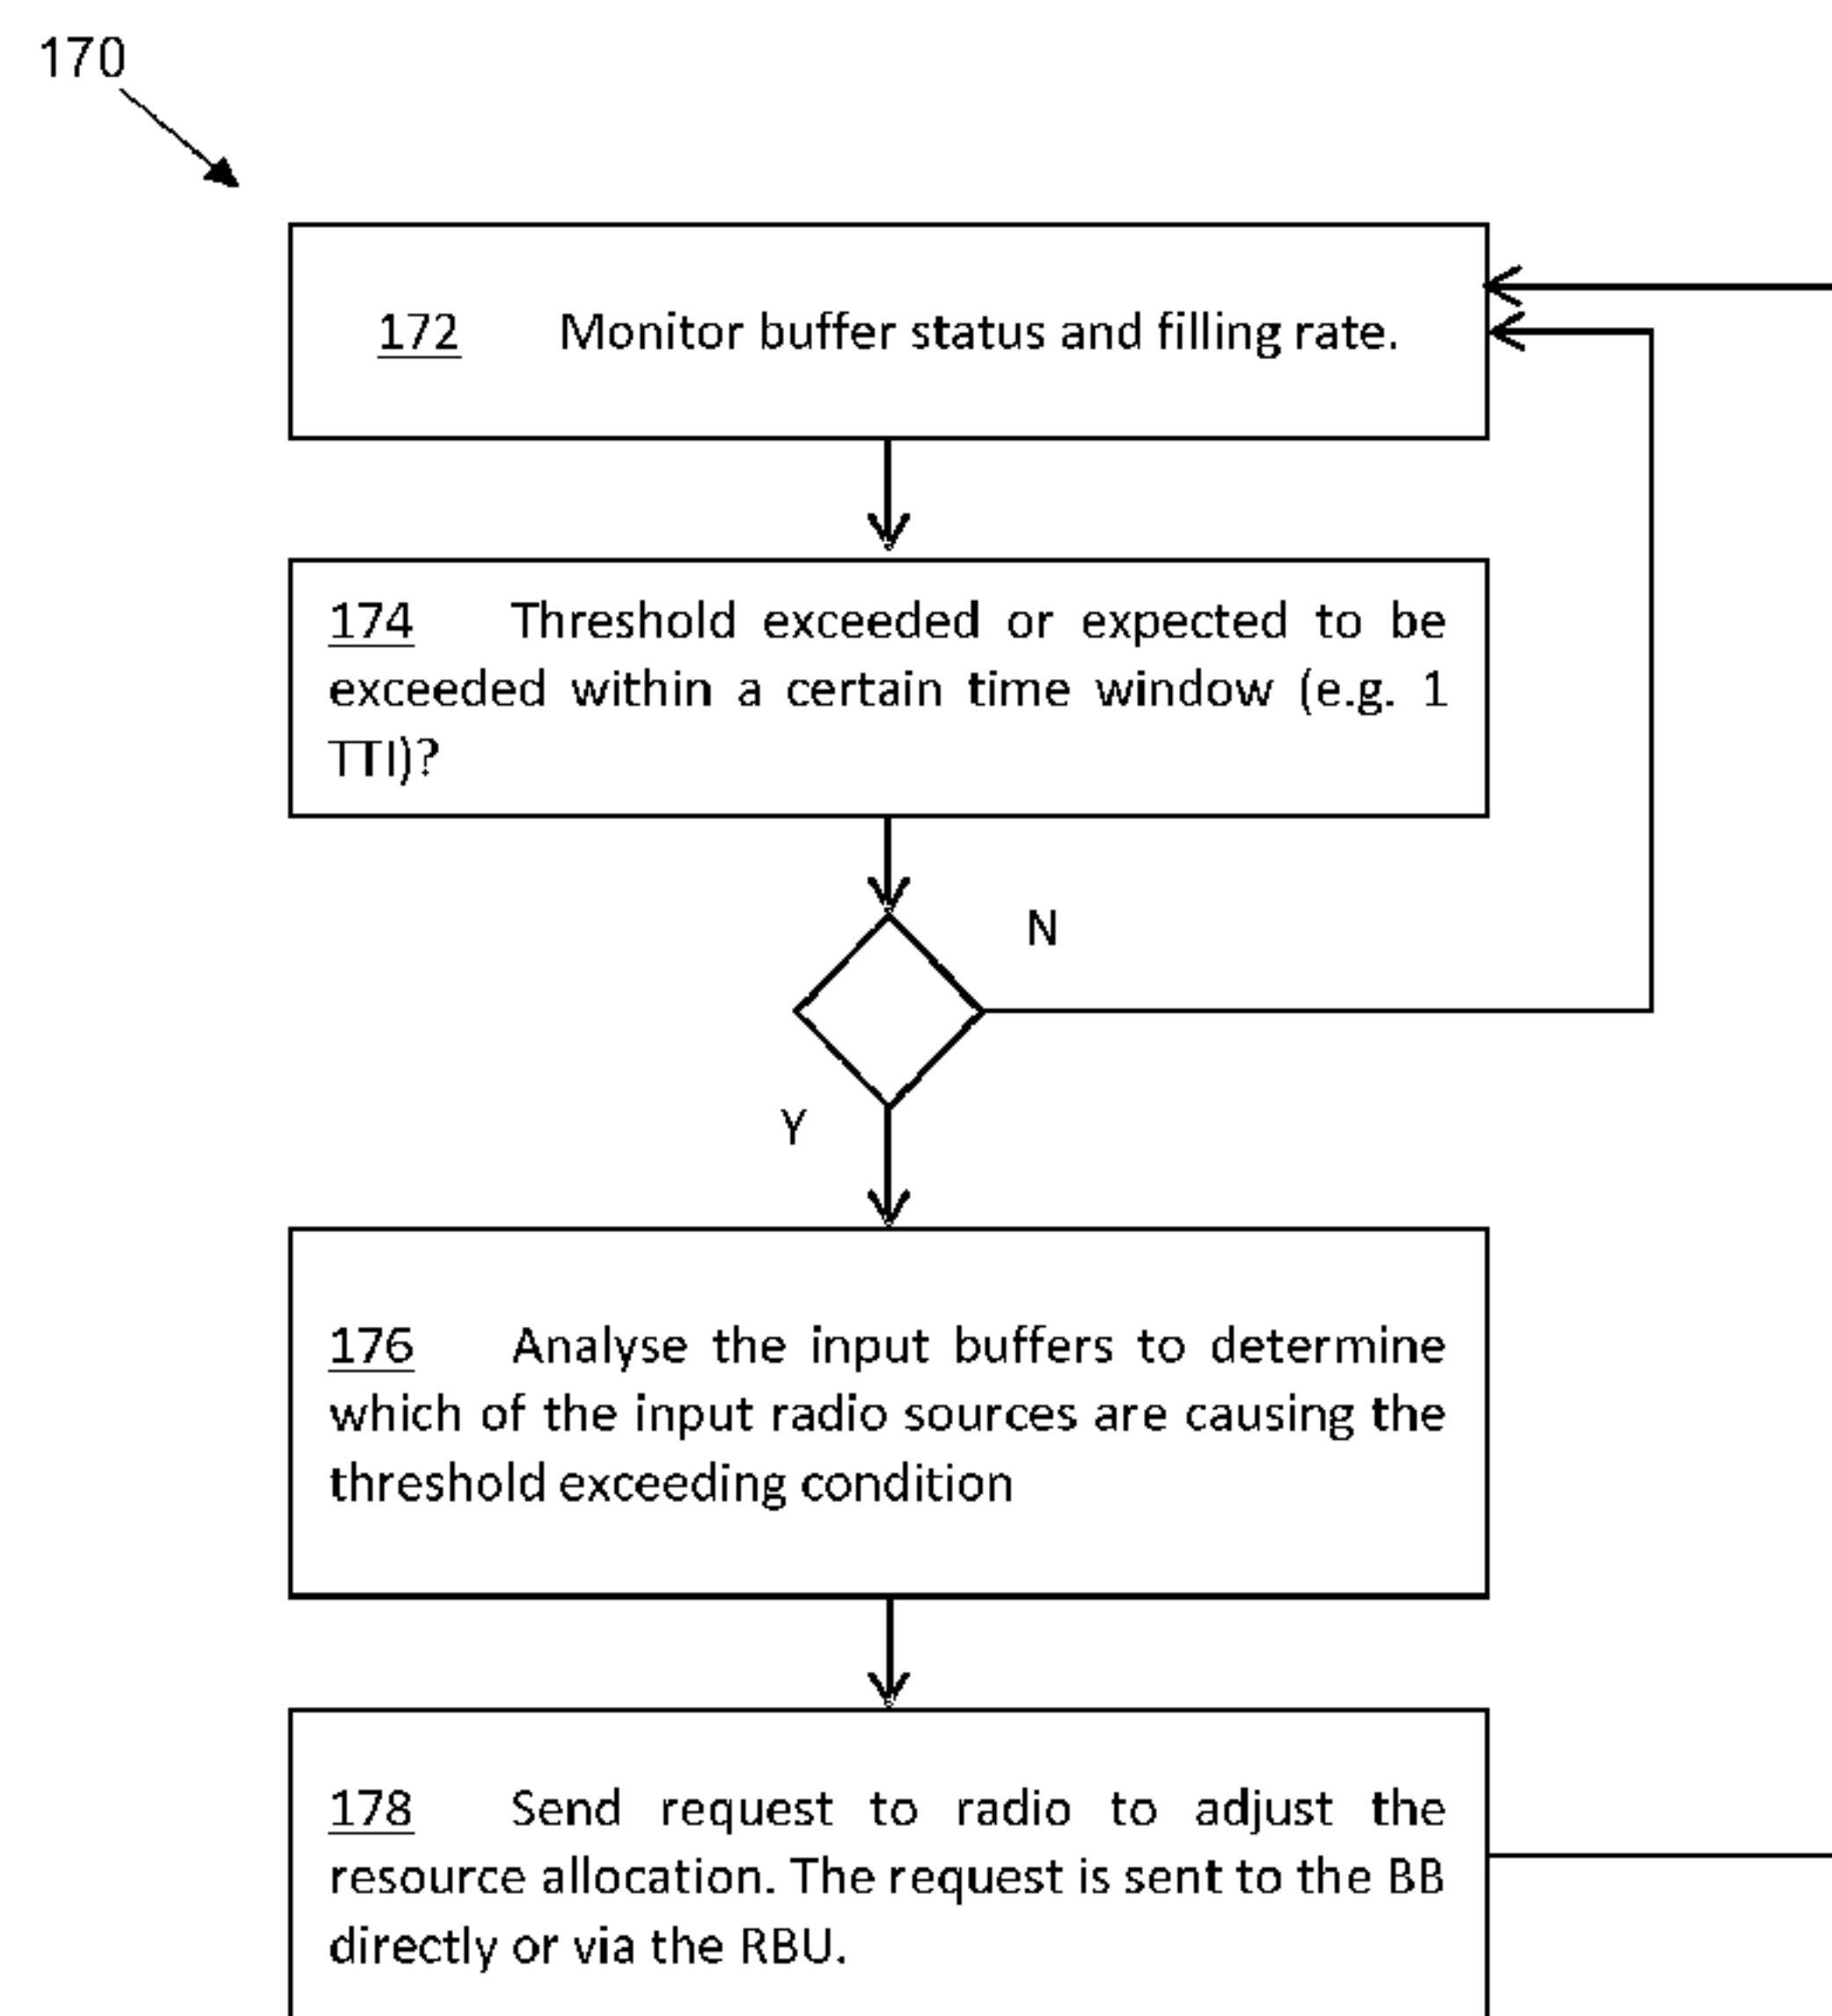 170
172 Monitor buffer status and filling rate.
174 Threshold exceeded or expected to be
exceeded within a certain time window (e.g. 1
TTI)?
N
Y
176 Analyse the input buffers to determine
which of the input radio sources are causing the
threshold exceeding condition
178 Send request to radio to adjust the
resource allocation. The request is sent to the BB
directly or via the RBU.